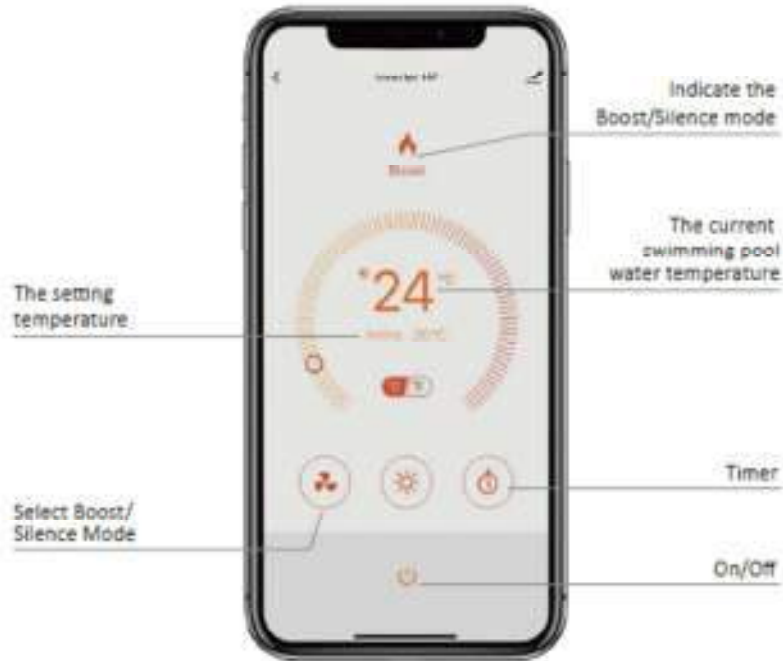 Indicate the
Boost/Silence mode
Boost
The current
swimming pool
water temperature
24
The setting
temperature
Timer
Select Boost/
Silence Mode
On/Off